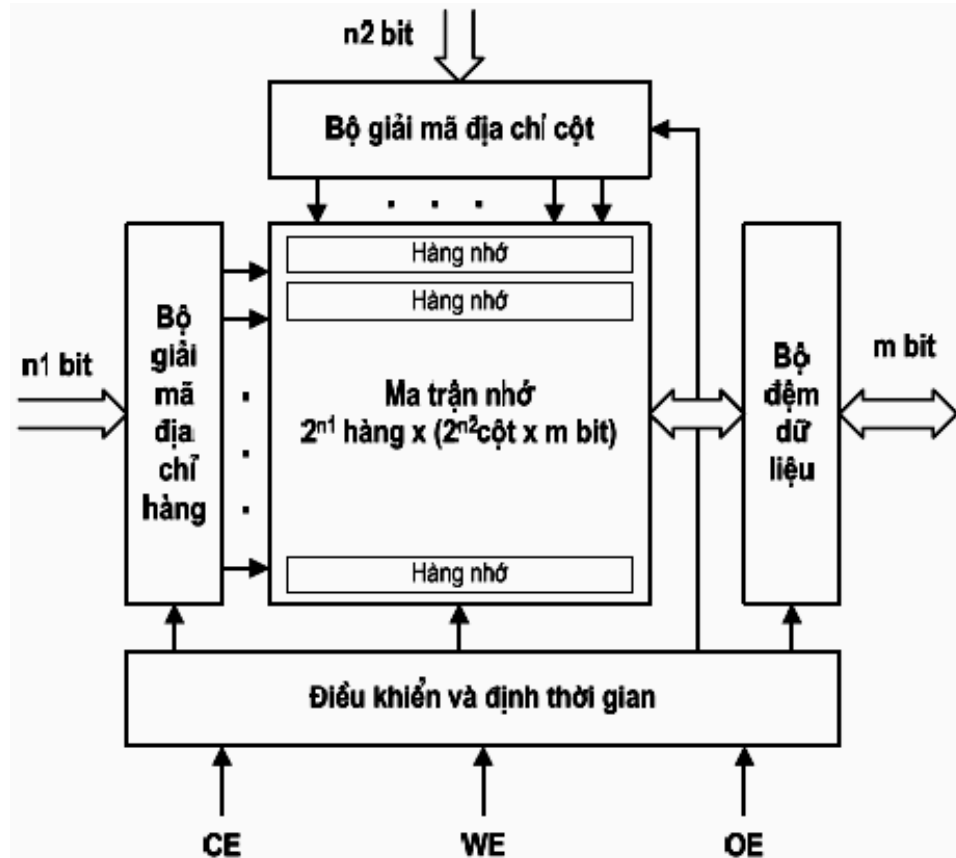 n2 bit
Bộ giải mã địa chỉ cột
. . .
Hàng nhớ
Hàng nhớ
n1 bit
Bộ
giải
mã
địa
chỉ
hàng
Ma trận nhớ
2ⁿ¹ hàng x (2ⁿ²cột x m bit)
Hàng nhớ
Bộ
đệm
dữ
liệu
m bit
Điều khiển và định thời gian
CE
WE
OE